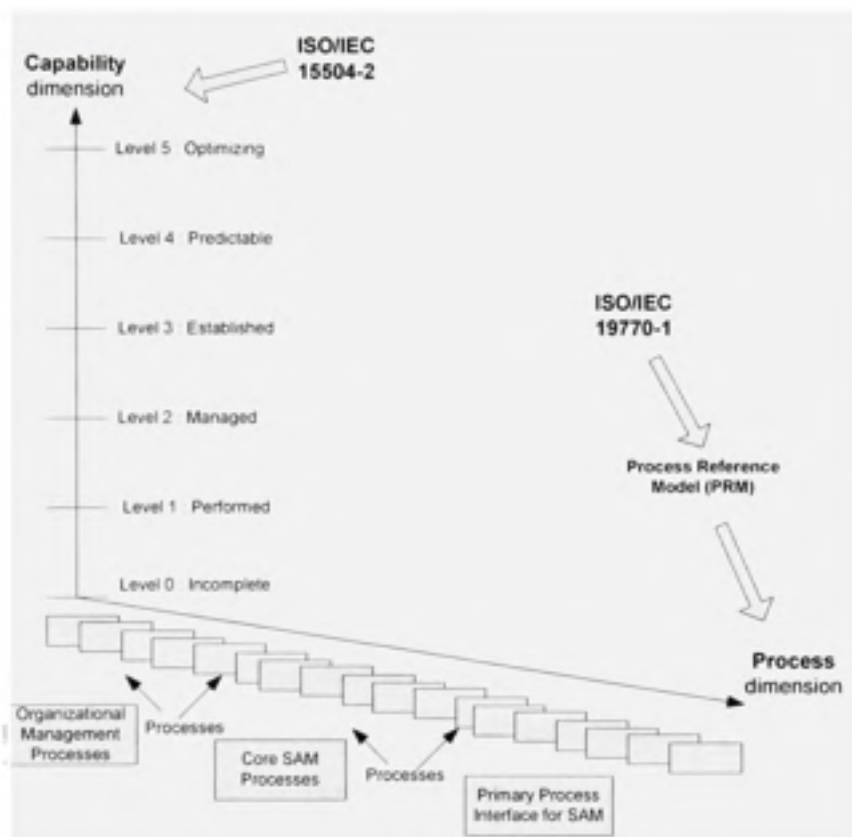 ISO/IEC
15504-2
Capability
dimension
Level 5 Optimizing
Level 4 Predictable
ISO/IEC
19770-1
Level 3 Established
Level 2 Managed
Process Reference
Model (PRM)
Level 1 Performed
Level 0 Incomplete
Process
dimension
Organizational
Management
Processes
Processes
Core SAM
Processes
Processes
Primary Process
Interface for SAM